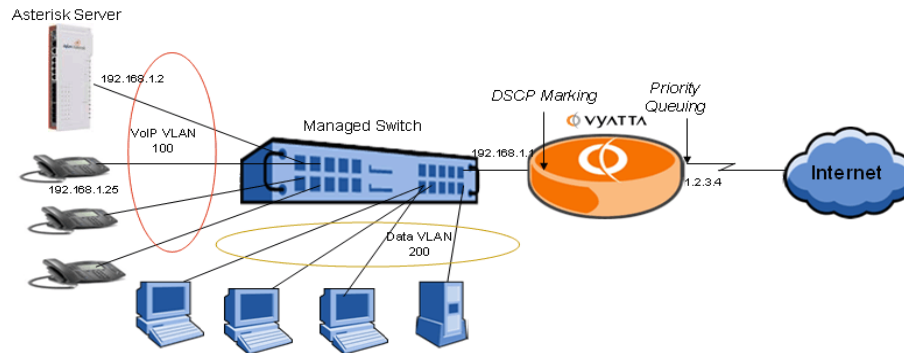 Asterisk Server
192.168.1.2
VoIP VLAN
100
192.168.1.25
Managed Switch
192.168.1.1
DSCP Marking
Priority
Queuing
VYATTA
1.2.3.4
Internet
Data VLAN
200